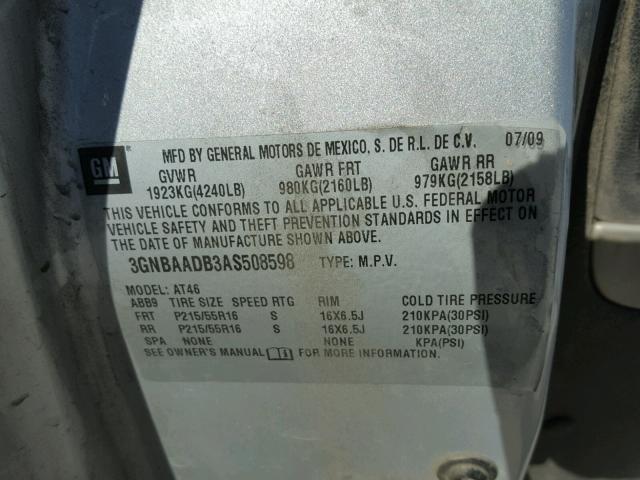 GM
MFD BY GENERAL MOTORS DE MEXICO, S. DE R.L. DE C.V. 07/09
GVWR GAWR FRT GAWR RR
1923KG(4240LB) 980KG(2160LB) 979KG(2158LB)
THIS VEHICLE CONFORMS TO ALL APPLICABLE U.S. FEDERAL MOTOR
VEHICLE SAFETY AND THEFT PREVENTION STANDARDS IN EFFECT ON
THE DATE OF MANUFACTURE SHOWN ABOVE.
3GNBAADB3AS508598 TYPE: M.P.V.
MODEL: AT46
ABB9 TIRE SIZE SPEED RTG RIM COLD TIRE PRESSURE
FRT P215/55R16 S 16X6.5J 210KPA(30PSI)
RR P215/55R16 S 16X6.5J 210KPA(30PSI)
SPA NONE NONE KPA(PSI)
SEE OWNER'S MANUAL FOR MORE INFORMATION.